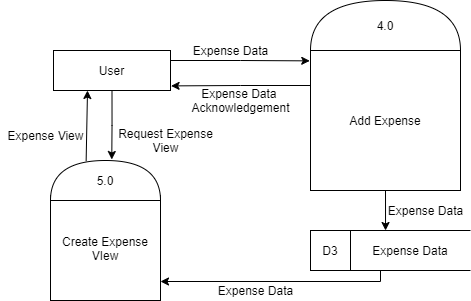 4.0
Expense Data
User
Expense Data
Acknowledgement
Add Expense
Expense View
Request Expense
View
5.0
Expense Data
Create Expense
VIew
D3
Expense Data
Expense Data